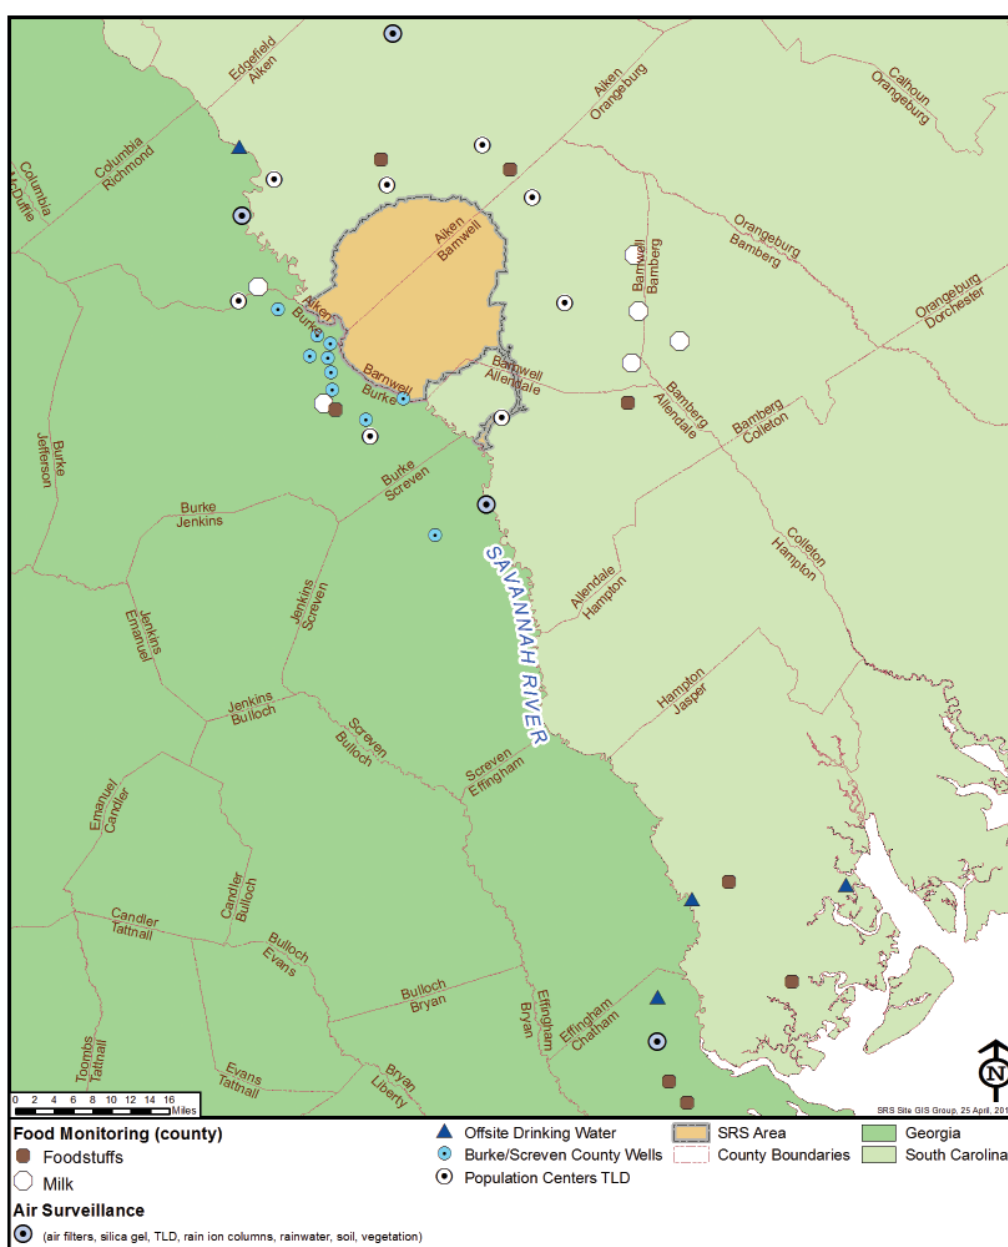 Edgefield
Aiken
Aiken
Orangeburg
Calhoun
Orangeburg
Columbia
Richmond
Columbia
McDuffie
Aiken
Barnwell
Orangeburg
Bamberg
Barnwell
Bamberg
Orangeburg
Dorchester
Aiken
Burke
Barnwell
Burke
Barnwell
Allendale
Bamberg
Allendale
Bamberg
Colleton
Burke
Jefferson
Burke
Screven
Burke
Jenkins
Colleton
Hampton
SAVANNAH RIVER
Allendale
Hampton
Jenkins
Screven
Jenkins
Emanuel
Hampton
Jasper
Jenkins
Bulloch
Screven
Bulloch
Screven
Effingham
Emanuel
Candler
Candler
Bulloch
Candler
Tattnall
Bulloch
Evans
Bulloch
Bryan
Effingham
Bryan
Effingham
Chatham
Toombs
Tattnall
Evans
Tattnall
Bryan
Liberty
N
0 2 4 6 8 10 12 14 16
Miles
SRS Site GIS Group, 25 April, 201
Food Monitoring (county)
Foodstuffs
Milk
Air Surveillance
(air filters, silica gel, TLD, rain ion columns, rainwater, soil, vegetation)
Offsite Drinking Water
Burke/Screven County Wells
Population Centers TLD
SRS Area
County Boundaries
Georgia
South Carolina